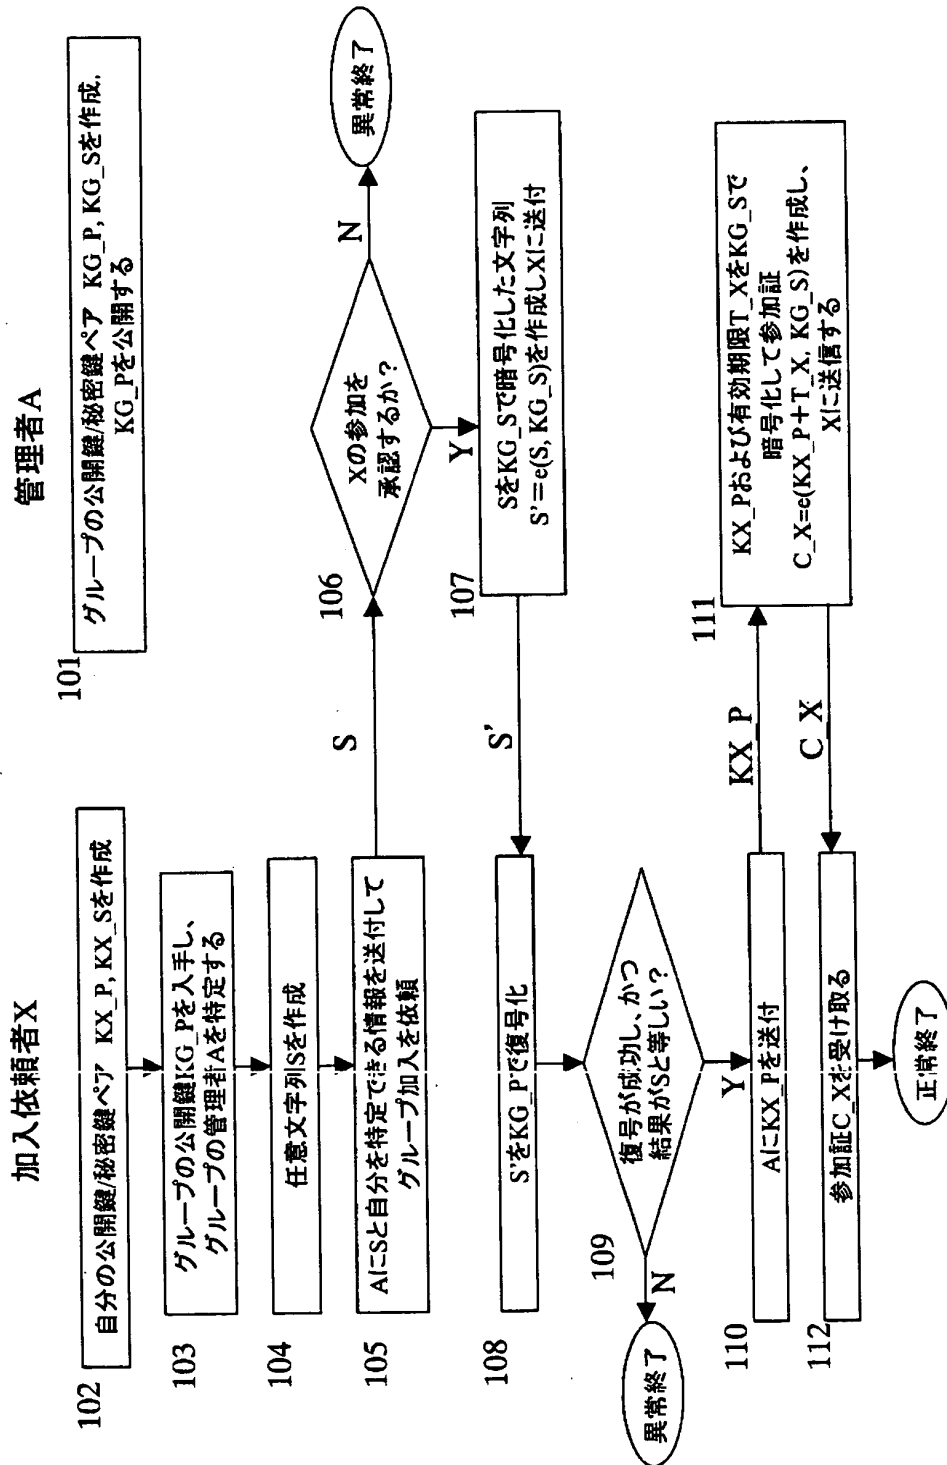 加入依頼者X
管理者A
101
グループの公開鍵/秘密鍵ペア KG_P, KG_Sを作成,
KG_Pを公開する
102
自分の公開鍵/秘密鍵ペア KX_P, KX_Sを作成
103
グループの公開鍵KG_Pを入手し、
グループの管理者Aを特定する
104
任意文字列Sを作成
105
AにSと自分を特定できる情報を送付して
グループ加入を依頼
S
106
Xの参加を
承認するか?
N
異常終了
Y
107
SをKG_Sで暗号化した文字列
S'=e(S, KG_S)を作成しXに送付
S'
108
S'をKG_Pで復号化
109
復号が成功し、かつ
結果がSと等しい?
N
異常終了
Y
110
AにKX_Pを送付
KX_P
111
KX_Pおよび有効期限T_XをKG_Sで
暗号化して参加証
C_X=e(KX_P+T_X, KG_S)を作成し、
Xに送信する
C_X
112
参加証C_Xを受け取る
正常終了